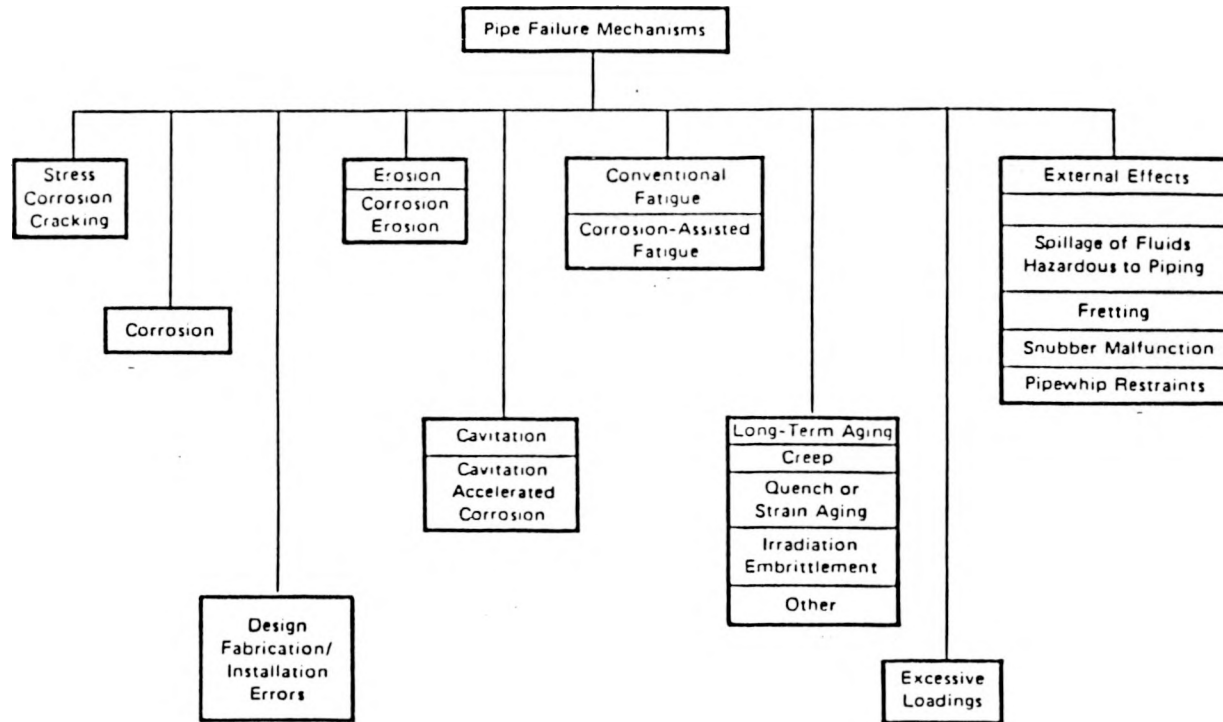 Pipe Failure Mechanisms
Stress
Corrosion
Cracking
Corrosion
Design
Fabrication/
Installation
Errors
Erosion
Corrosion
Erosion
Cavitation
Cavitation
Accelerated
Corrosion
Conventional
Fatigue
Corrosion-Assisted
Fatigue
Long-Term Aging
Creep
Quench or
Strain Aging
Irradiation
Embrittlement
Other
Excessive
Loadings
External Effects
Spillage of Fluids
Hazardous to Piping
Fretting
Snubber Malfunction
Pipewhip Restraints